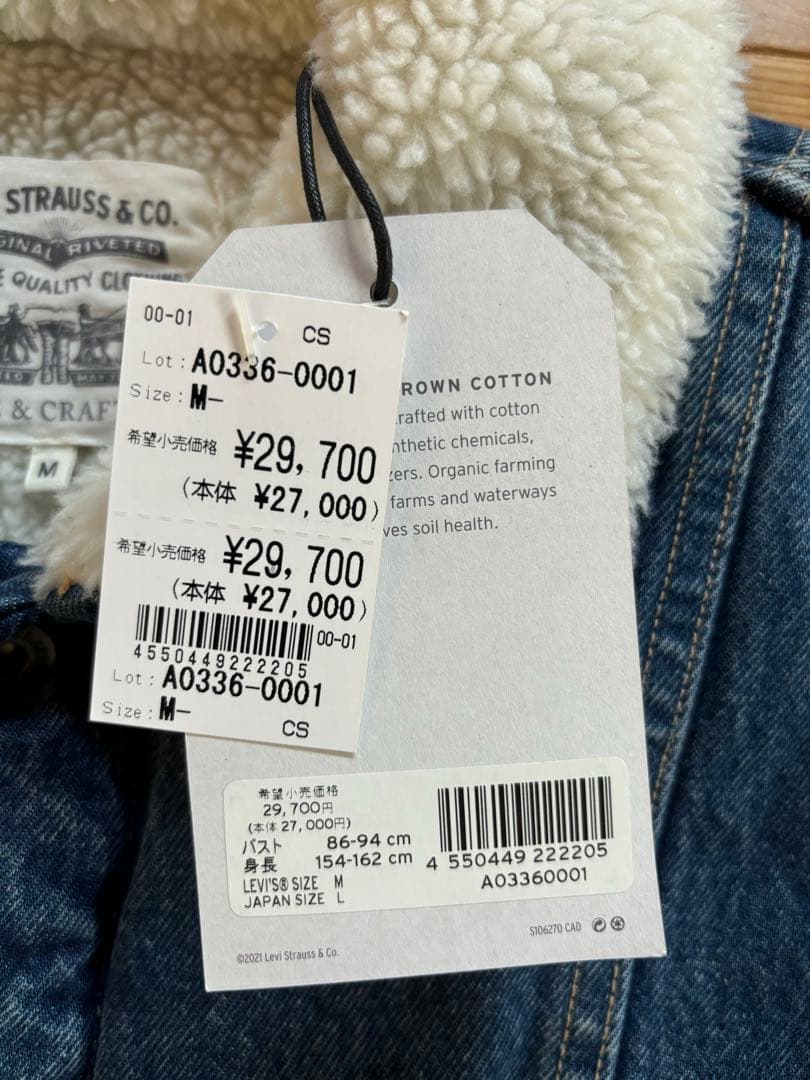 STRAUSS & CO.
RIVETED
QUALITY
& CRAF
M
00-01
CS
Lot: A0336-0001
Size: M-
希望小売価格 ¥29,700
(本体 ¥27,000)
希望小売価格 ¥29,700
(本体 ¥27,000)
00-01
4550449222205
Lot: A0336-0001
Size: M-
CS
ROWN COTTON
rafted with cotton
nthetic chemicals,
zers. Organic farming
farms and waterways
ves soil health.
希望小売価格
29,700円
(本体 27,000円)
バスト 86-94 cm
身長 154-162 cm
LEVI'S® SIZE M
JAPAN SIZE L
4 550449 222205
A03360001
S106270 CAD
©2021 Levi Strauss & Co.